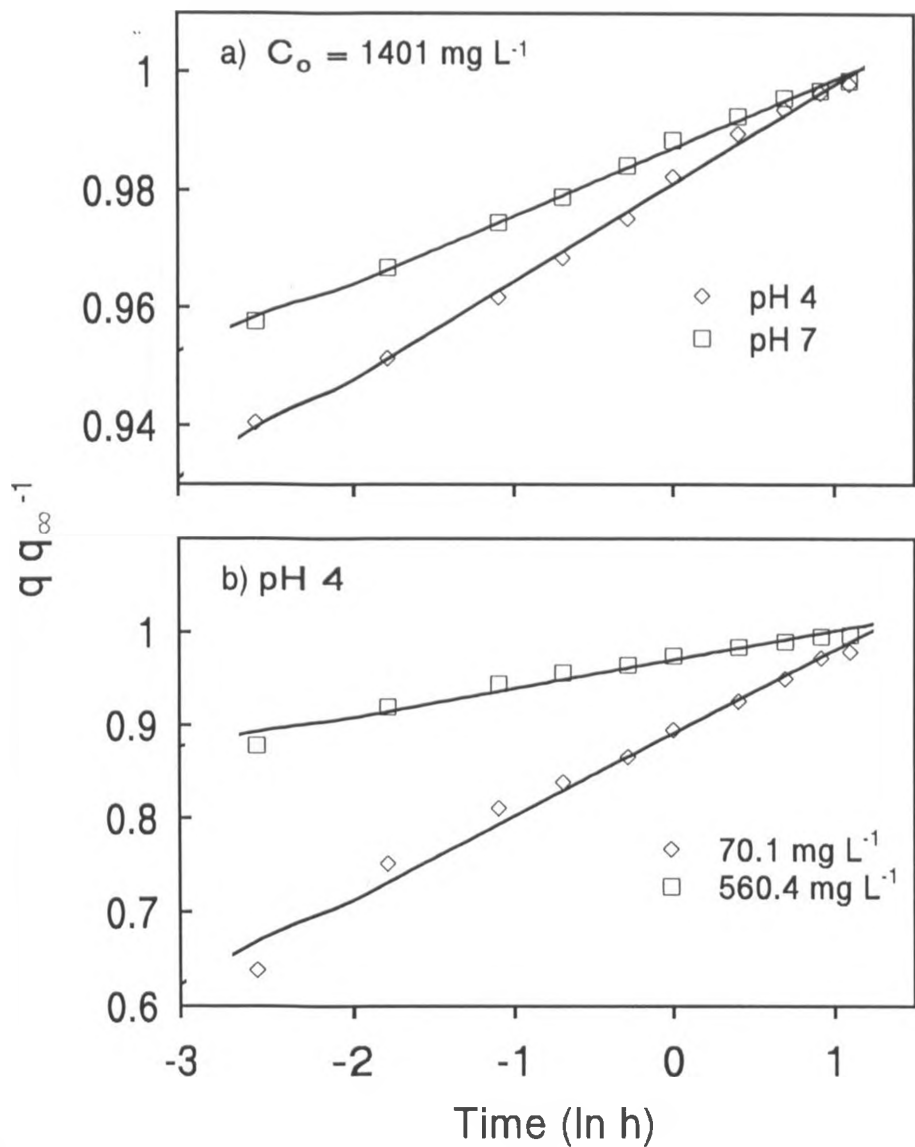 a) Cₒ = 1401 mg L⁻¹
1
0.98
0.96
0.94
◇ pH 4
□ pH 7
q q∞⁻¹
b) pH 4
1
0.9
0.8
0.7
0.6
◇ 70.1 mg L⁻¹
□ 560.4 mg L⁻¹
-3 -2 -1 0 1
Time (ln h)